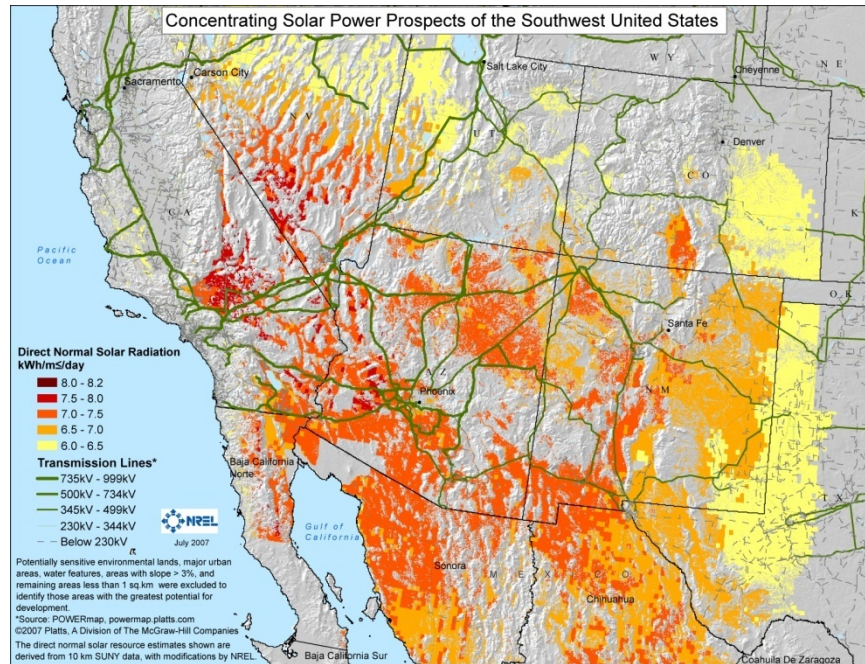 Concentrating Solar Power Prospects of the Southwest United States
W Y
N E
Salt Lake City
Cheyenne
Carson City
Sacramento
N V
U T
Denver
C O
C A
K
Pacific
Ocean
O K
Santa Fe
Direct Normal Solar Radiation
kWh/m≤/day
8.0 - 8.2
7.5 - 8.0
7.0 - 7.5
6.5 - 7.0
6.0 - 6.5
A Z
Phoenix
N M
Transmission Lines*
735kV - 999kV
500kV - 734kV
345kV - 499kV
230kV - 344kV
Below 230kV
Baja California
Norte
T X
NREL
July 2007
Gulf of
California
Potentially sensitive environmental lands, major urban
areas, water features, areas with slope > 3%, and
remaining areas less than 1 sq km were excluded to
identify those areas with the greatest potential for
development.
Sonora
M E X I C O
Chihuahua
*Source: POWERmap, powermap.platts.com
©2007 Platts, A Division of The McGraw-Hill Companies
The direct normal solar resource estimates shown are
derived from 10 km SUNY data, with modifications by NREL.
Baja California Sur
Coahuila De Zaragoza